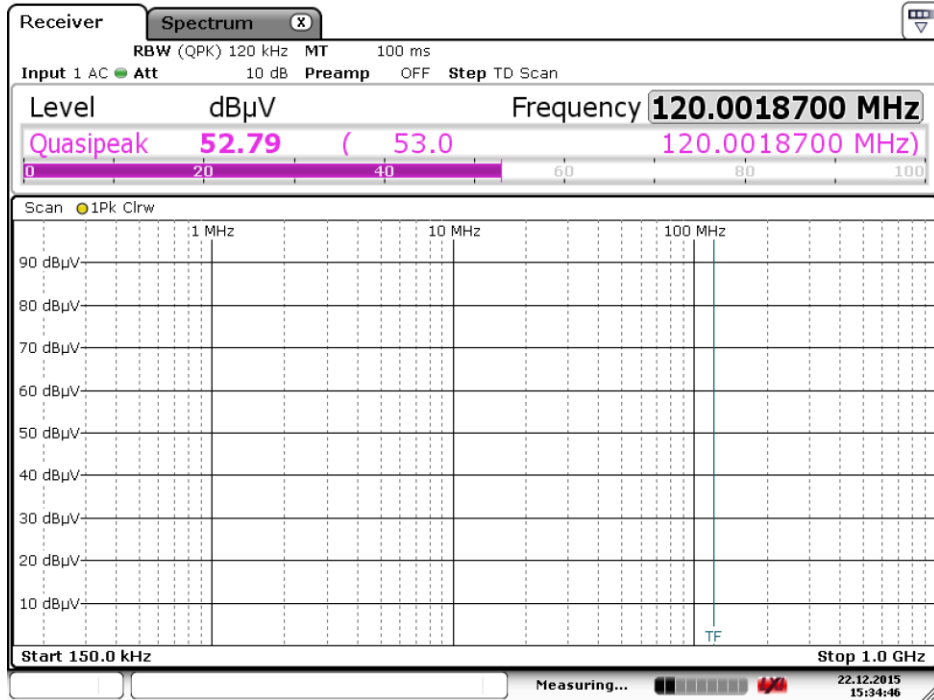 Receiver Spectrum X
RBW (QPK) 120 kHz MT 100 ms
Input 1 AC Att 10 dB Preamp OFF Step TD Scan
Level dBµV Frequency 120.0018700 MHz
Quasipeak 52.79 ( 53.0 120.0018700 MHz)
0 20 40 60 80 100
Scan 1Pk Clrw
1 MHz 10 MHz 100 MHz
90 dBµV
80 dBµV
70 dBµV
60 dBµV
50 dBµV
40 dBµV
30 dBµV
20 dBµV
10 dBµV
TF
Start 150.0 kHz Stop 1.0 GHz
Measuring... 22.12.2015
15:34:46